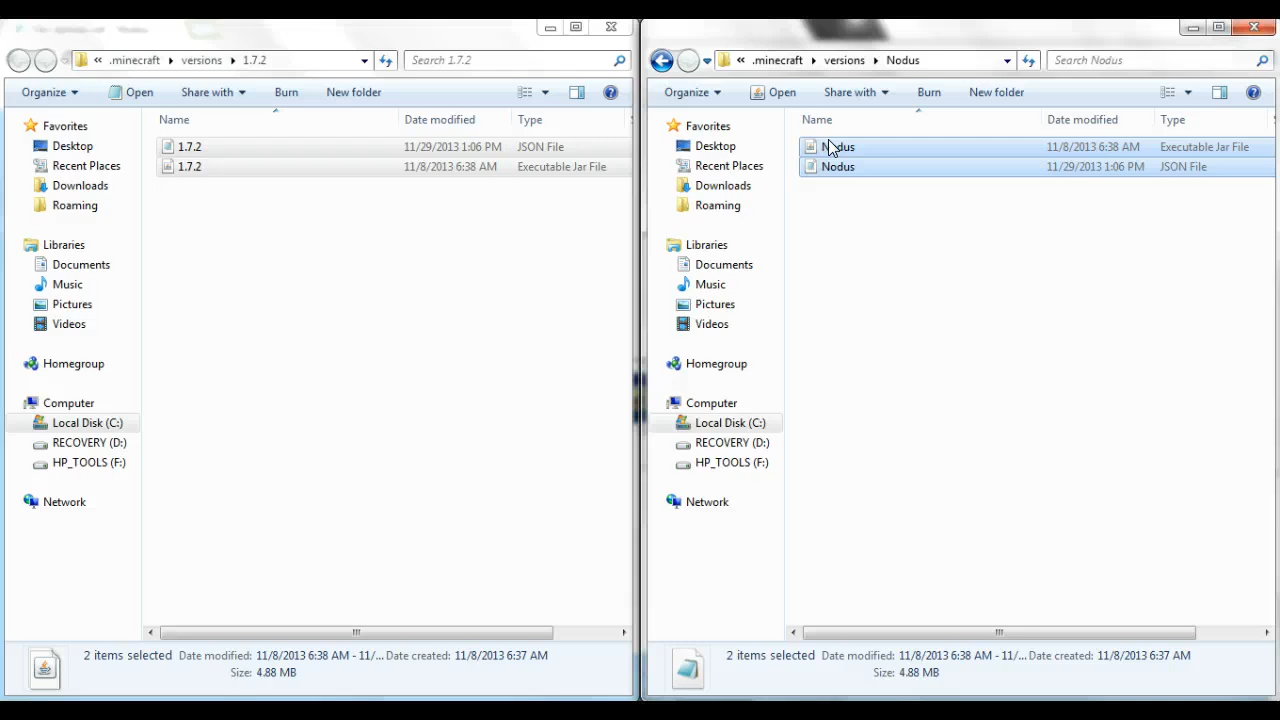 .minecraft versions 1.7.2 Search 1.7.2
Organize Open Share with Burn New folder
Name Date modified Type
1.7.2 11/29/2013 1:06 PM JSON File
1.7.2 11/8/2013 6:38 AM Executable Jar File
Favorites
Desktop
Recent Places
Downloads
Roaming
Libraries
Documents
Music
Pictures
Videos
Homegroup
Computer
Local Disk (C:)
RECOVERY (D:)
HP_TOOLS (F:)
Network
2 items selected Date modified: 11/8/2013 6:38 AM - 11/... Date created: 11/8/2013 6:37 AM
Size: 4.88 MB
.minecraft versions Nodus Search Nodus
Organize Open Share with Burn New folder
Name Date modified Type
Nodus 11/8/2013 6:38 AM Executable Jar File
Nodus 11/29/2013 1:06 PM JSON File
Favorites
Desktop
Recent Places
Downloads
Roaming
Libraries
Documents
Music
Pictures
Videos
Homegroup
Computer
Local Disk (C:)
RECOVERY (D:)
HP_TOOLS (F:)
Network
2 items selected Date modified: 11/8/2013 6:38 AM - 11/... Date created: 11/8/2013 6:37 AM
Size: 4.88 MB